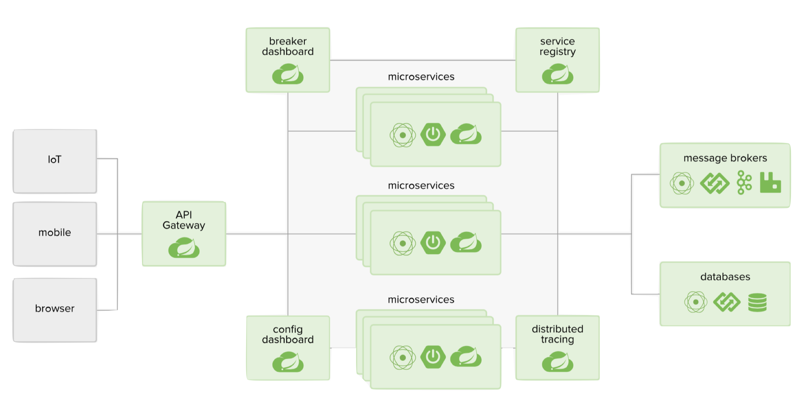 breaker
dashboard
service
registry
microservices
IoT
message brokers
microservices
API
Gateway
mobile
databases
microservices
browser
config
dashboard
distributed
tracing